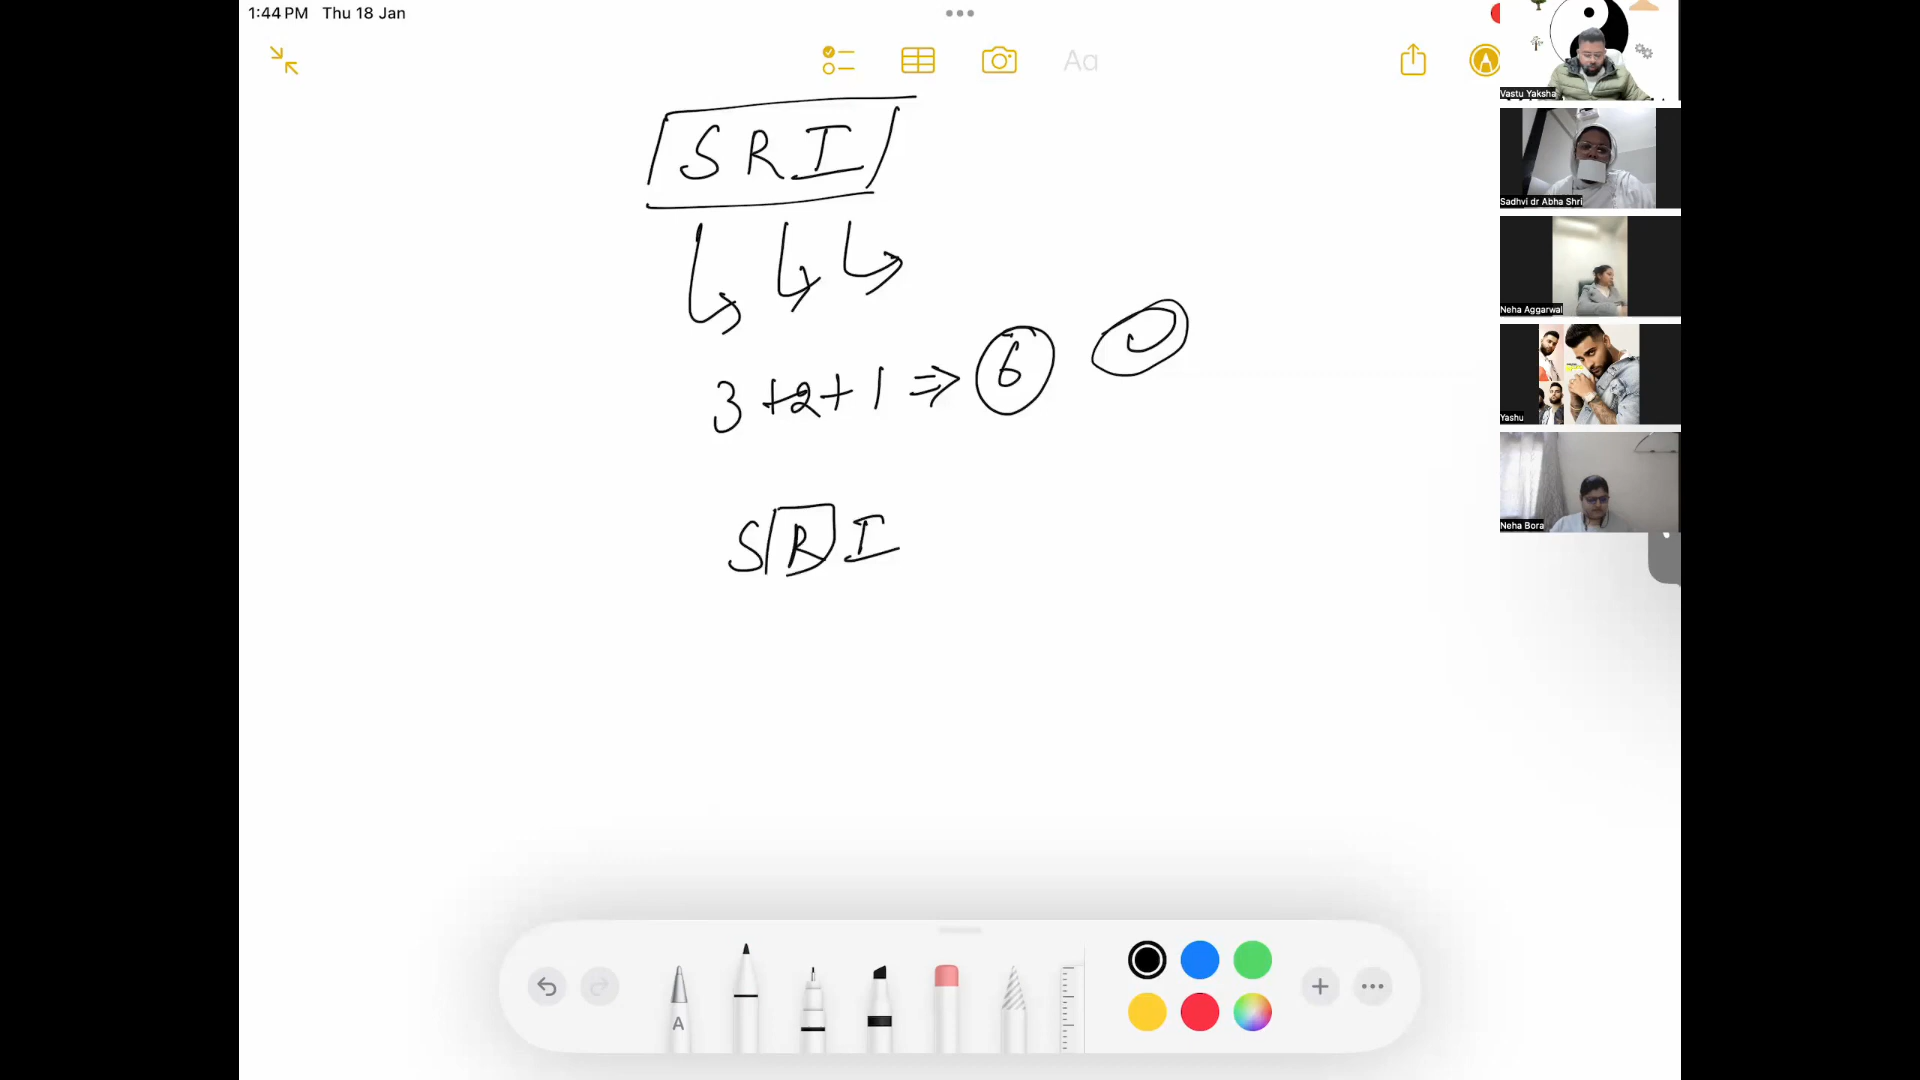 1:44 PM Thu 18 Jan
Aa
SRI
3+2+1 ⇒ 6
SRI
A
Vastu Yaksha
Sadhvi dr Abha Shri
Neha Aggarwal
Yashu
Neha Bora